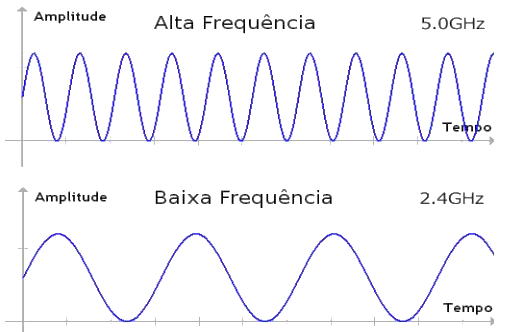 Amplitude
Alta Frequência
5.0GHz
Tempo
Amplitude
Baixa Frequência
2.4GHz
Tempo